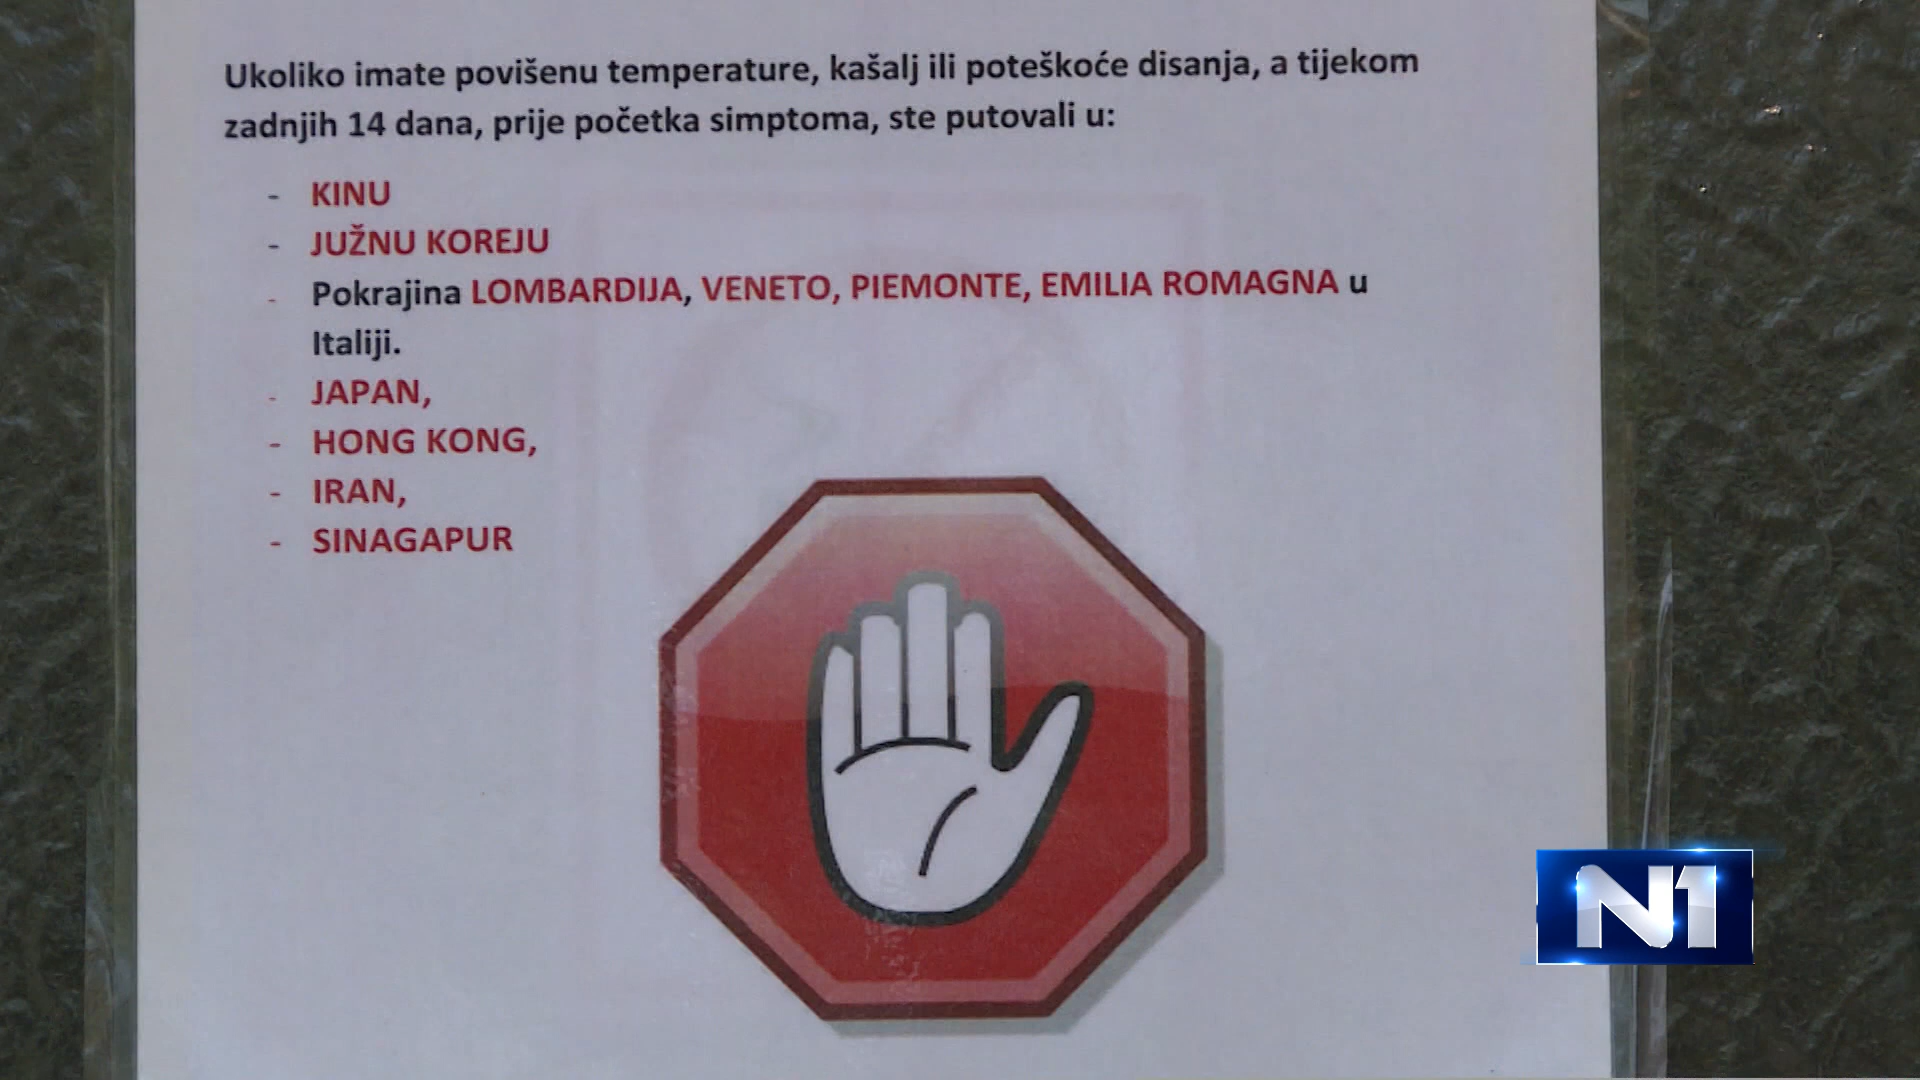 Ukoliko imate povišenu temperature, kašalj ili poteškoće disanja, a tijekom
zadnjih 14 dana, prije početka simptoma, ste putovali u:
- KINU
- JUŽNU KOREJU
- Pokrajina LOMBARDIJA, VENETO, PIEMONTE, EMILIA ROMAGNA u
Italiji.
- JAPAN,
- HONG KONG,
- IRAN,
- SINAGAPUR
N1